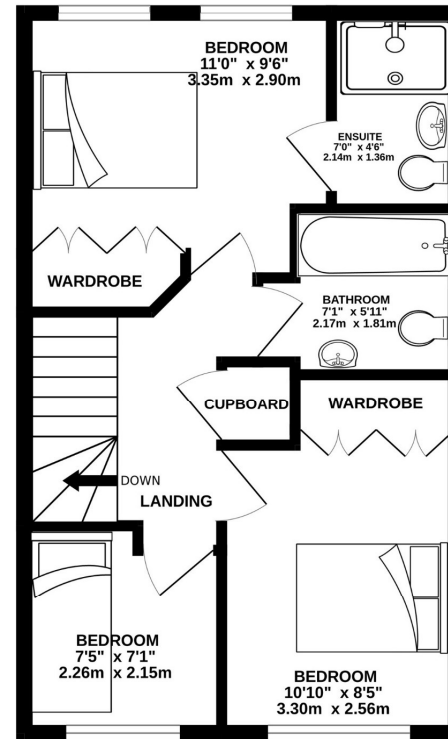 BEDROOM
11'0" x 9'6"
3.35m x 2.90m
ENSUITE
7'0" x 4'6"
2.14m x 1.36m
WARDROBE
BATHROOM
7'1" x 5'11"
2.17m x 1.81m
CUPBOARD
WARDROBE
DOWN
LANDING
BEDROOM
7'5" x 7'1"
2.26m x 2.15m
BEDROOM
10'10" x 8'5"
3.30m x 2.56m